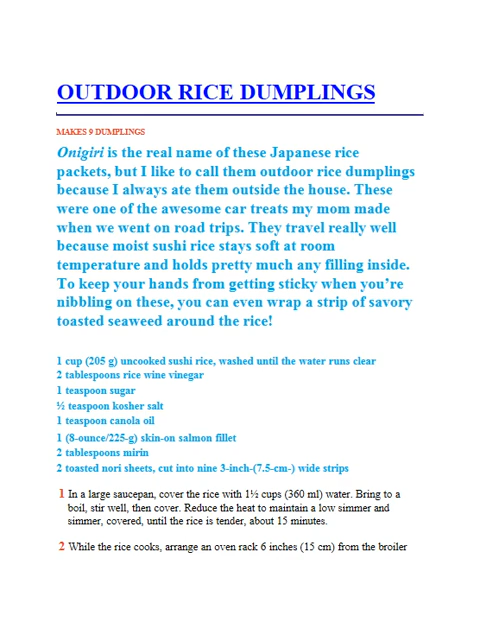 OUTDOOR RICE DUMPLINGS
MAKES 9 DUMPLINGS
Onigiri is the real name of these Japanese rice
packets, but I like to call them outdoor rice dumplings
because I always ate them outside the house. These
were one of the awesome car treats my mom made
when we went on road trips. They travel really well
because moist sushi rice stays soft at room
temperature and holds pretty much any filling inside.
To keep your hands from getting sticky when you’re
nibbling on these, you can even wrap a strip of savory
toasted seaweed around the rice!
1 cup (205 g) uncooked sushi rice, washed until the water runs clear
2 tablespoons rice wine vinegar
1 teaspoon sugar
½ teaspoon kosher salt
1 teaspoon canola oil
1 (8-ounce/225-g) skin-on salmon fillet
2 tablespoons mirin
2 toasted nori sheets, cut into nine 3-inch-(7.5-cm-) wide strips
1 In a large saucepan, cover the rice with 1½ cups (360 ml) water. Bring to a
boil, stir well, then cover. Reduce the heat to maintain a low simmer and
simmer, covered, until the rice is tender, about 15 minutes.
2 While the rice cooks, arrange an oven rack 6 inches (15 cm) from the broiler